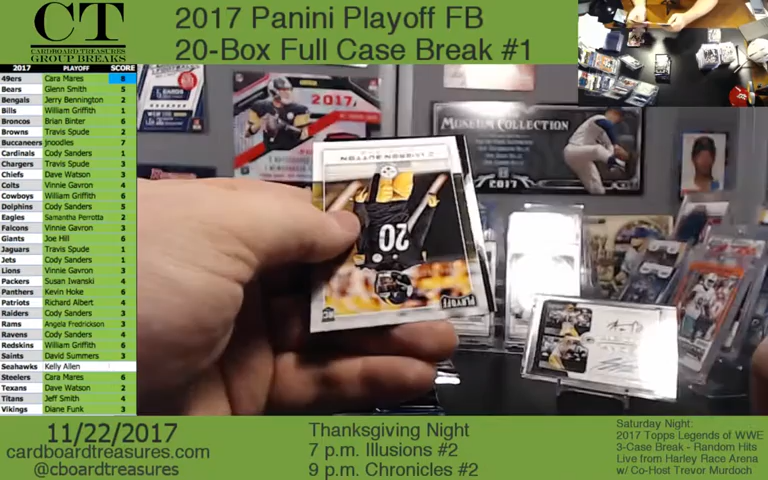 CT
CARDBOARD TREASURES
GROUP BREAKS
2017 Panini Playoff FB
20-Box Full Case Break #1
2017 PLAYOFF SCORE
49ers Cara Mares 8
Bears Glenn Smith 5
Bengals Jerry Bennington 2
Bills William Griffith 1
Broncos Brian Binter 6
Browns Travis Spude 2
Buccaneers jnoodles 7
Cardinals Cody Sanders 1
Chargers Travis Spude 3
Chiefs Dave Watson 3
Colts Vinnie Gavron 4
Cowboys William Griffith 6
Dolphins Cody Sanders 5
Eagles Samantha Perrotta 2
Falcons Vinnie Gavron 3
Giants Joe Hill 6
Jaguars Travis Spude 1
Jets Cody Sanders 1
Lions Vinnie Gavron 3
Packers Susan Iwanski 4
Panthers Kevin Hoke 6
Patriots Richard Albert 4
Raiders Cody Sanders 3
Rams Angela Fredrickson 3
Ravens Cody Sanders 4
Redskins William Griffith 6
Saints David Summers 3
Seahawks Kelly Allen
Steelers Cara Mares 6
Texans Dave Watson 2
Titans Jeff Smith 4
Vikings Diane Funk 3
2017
MUSEUM COLLECTION
2017
CAMERON SUTTON
20
PLAYOFF
11/22/2017
cardboardtreasures.com
@cboardtreasures
Thanksgiving Night
7 p.m. Illusions #2
9 p.m. Chronicles #2
Saturday Night:
2017 Topps Legends of WWE
3-Case Break - Random Hits
Live from Harley Race Arena
w/ Co-Host Trevor Murdoch